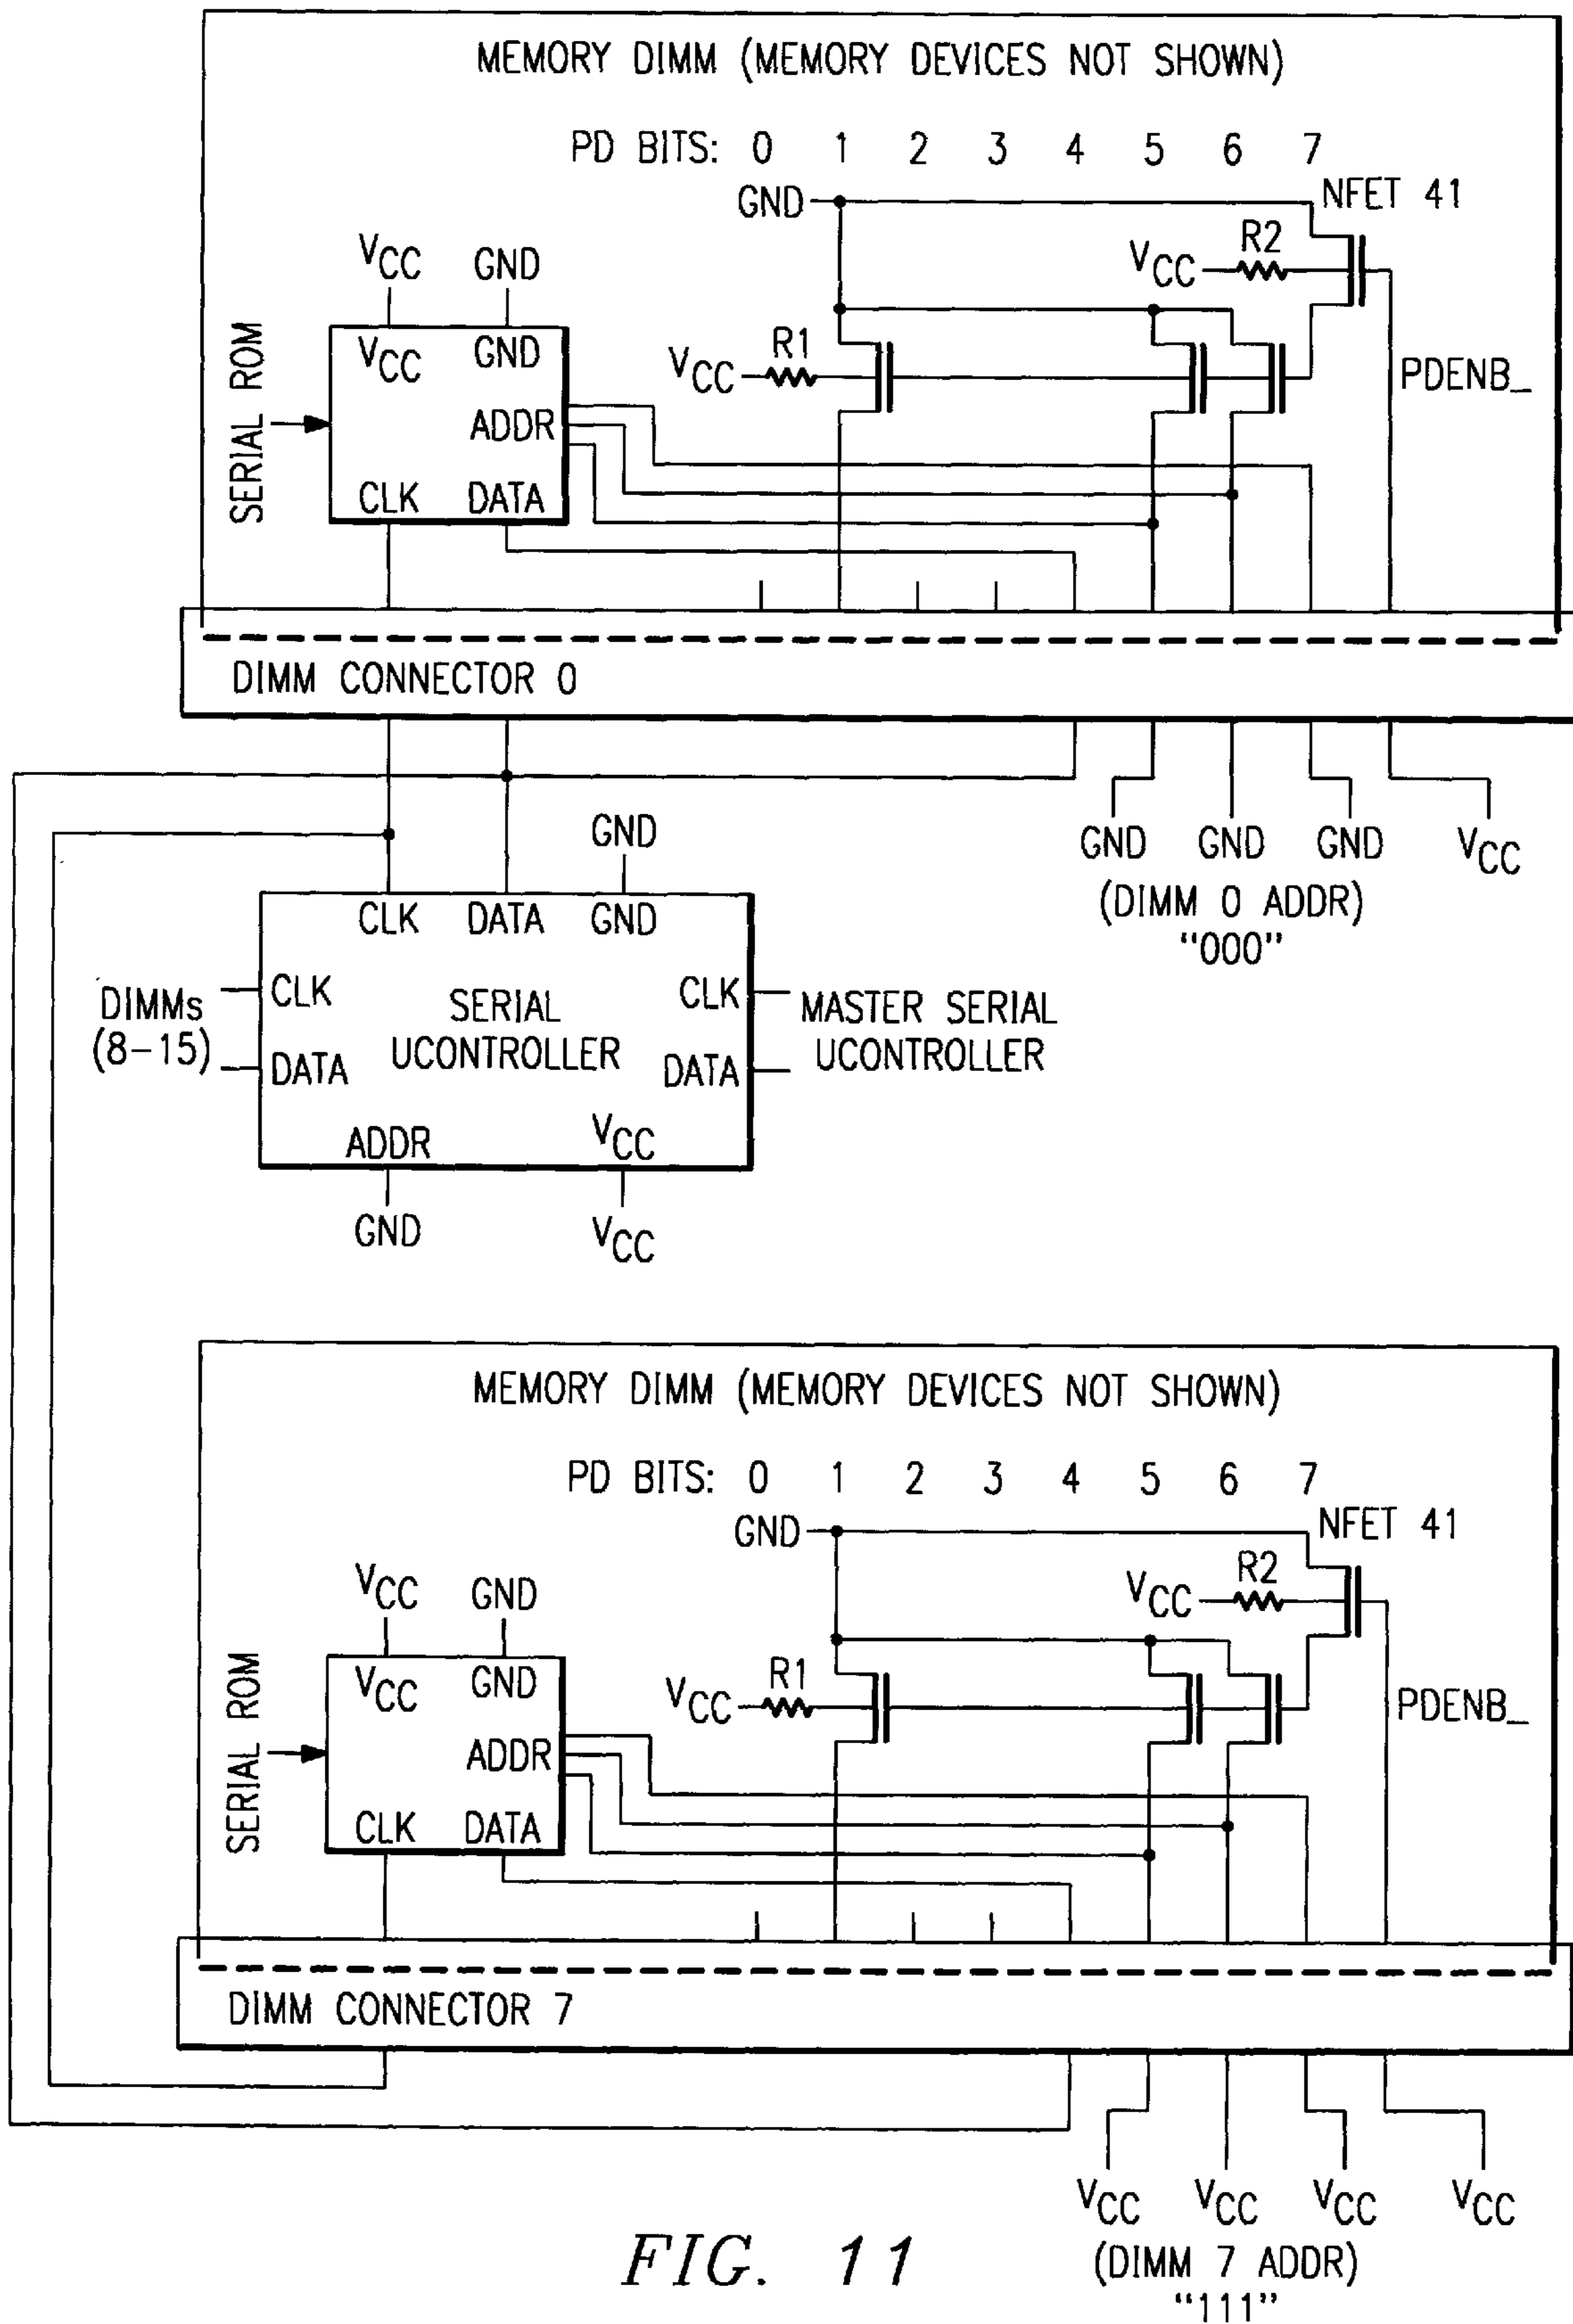 MEMORY DIMM (MEMORY DEVICES NOT SHOWN)
PD BITS: 0 1 2 3 4 5 6 7
GND
NFET 41
VCC
GND
VCC
R2
SERIAL ROM
VCC
GND
VCC
R1
PDENB_
ADDR
CLK
DATA
DIMM CONNECTOR 0
GND
GND
GND
GND
VCC
(DIMM 0 ADDR)
"000"
CLK
DATA
GND
DIMMs
(8-15)
CLK
DATA
SERIAL
UCONTROLLER
CLK
DATA
MASTER SERIAL
UCONTROLLER
ADDR
VCC
GND
VCC
MEMORY DIMM (MEMORY DEVICES NOT SHOWN)
PD BITS: 0 1 2 3 4 5 6 7
GND
NFET 41
VCC
GND
VCC
R2
SERIAL ROM
VCC
GND
VCC
R1
PDENB_
ADDR
CLK
DATA
DIMM CONNECTOR 7
VCC
VCC
VCC
VCC
(DIMM 7 ADDR)
"111"
FIG. 11